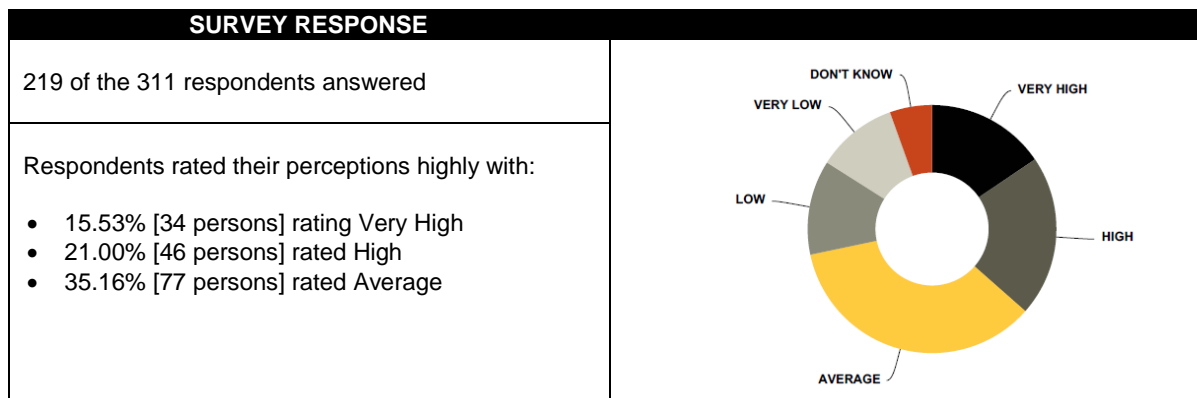 SURVEY RESPONSE
219 of the 311 respondents answered
Respondents rated their perceptions highly with:
• 15.53% [34 persons] rating Very High
• 21.00% [46 persons] rated High
• 35.16% [77 persons] rated Average
DON'T KNOW
VERY HIGH
VERY LOW
LOW
HIGH
AVERAGE